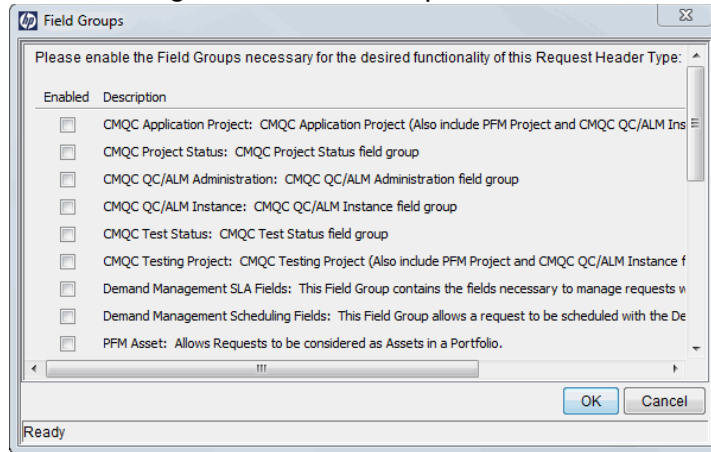 Field Groups
Please enable the Field Groups necessary for the desired functionality of this Request Header Type:
Enabled Description
CMQC Application Project: CMQC Application Project (Also include PFM Project and CMQC QC/ALM Ins
CMQC Project Status: CMQC Project Status field group
CMQC QC/ALM Administration: CMQC QC/ALM Administration field group
CMQC QC/ALM Instance: CMQC QC/ALM Instance field group
CMQC Test Status: CMQC Test Status field group
CMQC Testing Project: CMQC Testing Project (Also include PFM Project and CMQC QC/ALM Instance f
Demand Management SLA Fields: This Field Group contains the fields necessary to manage requests w
Demand Management Scheduling Fields: This Field Group allows a request to be scheduled with the De
PFM Asset: Allows Requests to be considered as Assets in a Portfolio.
OK Cancel
Ready